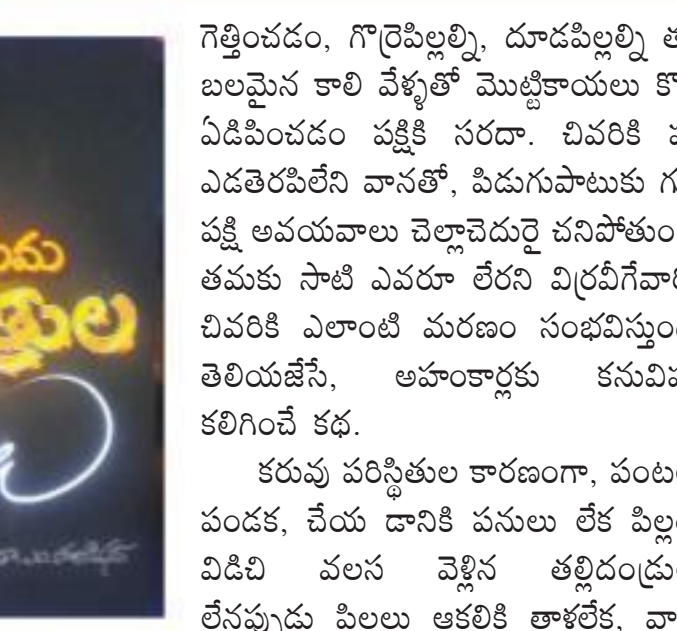 గెత్తించడం, గొర్రెపిల్లల్ని, దూడపిల్లల్ని
బలమైన కాలి వేళ్ళతో మొట్టికాయలు
ఏడిపించడం పక్షికి సరదా. చివరికి
ఎడతెరపిలేని వానతో, పిడుగుపాటుకు
పక్షి అవయవాలు చెల్లాచెదురై చనిపోతుం
తమకు సాటి ఎవరూ లేరని విర్రవీగేవా
చివరికి ఎలాంటి మరణం సంభవిస్తుం
తెలియజేసే, అహంకార్లకు కనువి
కలిగించే కథ.
కరువు పరిస్థితుల కారణంగా, పంట
పండక, చేయ డానికి పనులు లేక పిల్ల
విడిచి వలస వెళ్లిన తల్లిదండ్రు
లేనప్పుడు పిల్లలు ఆకలికి తాళలేక, వా